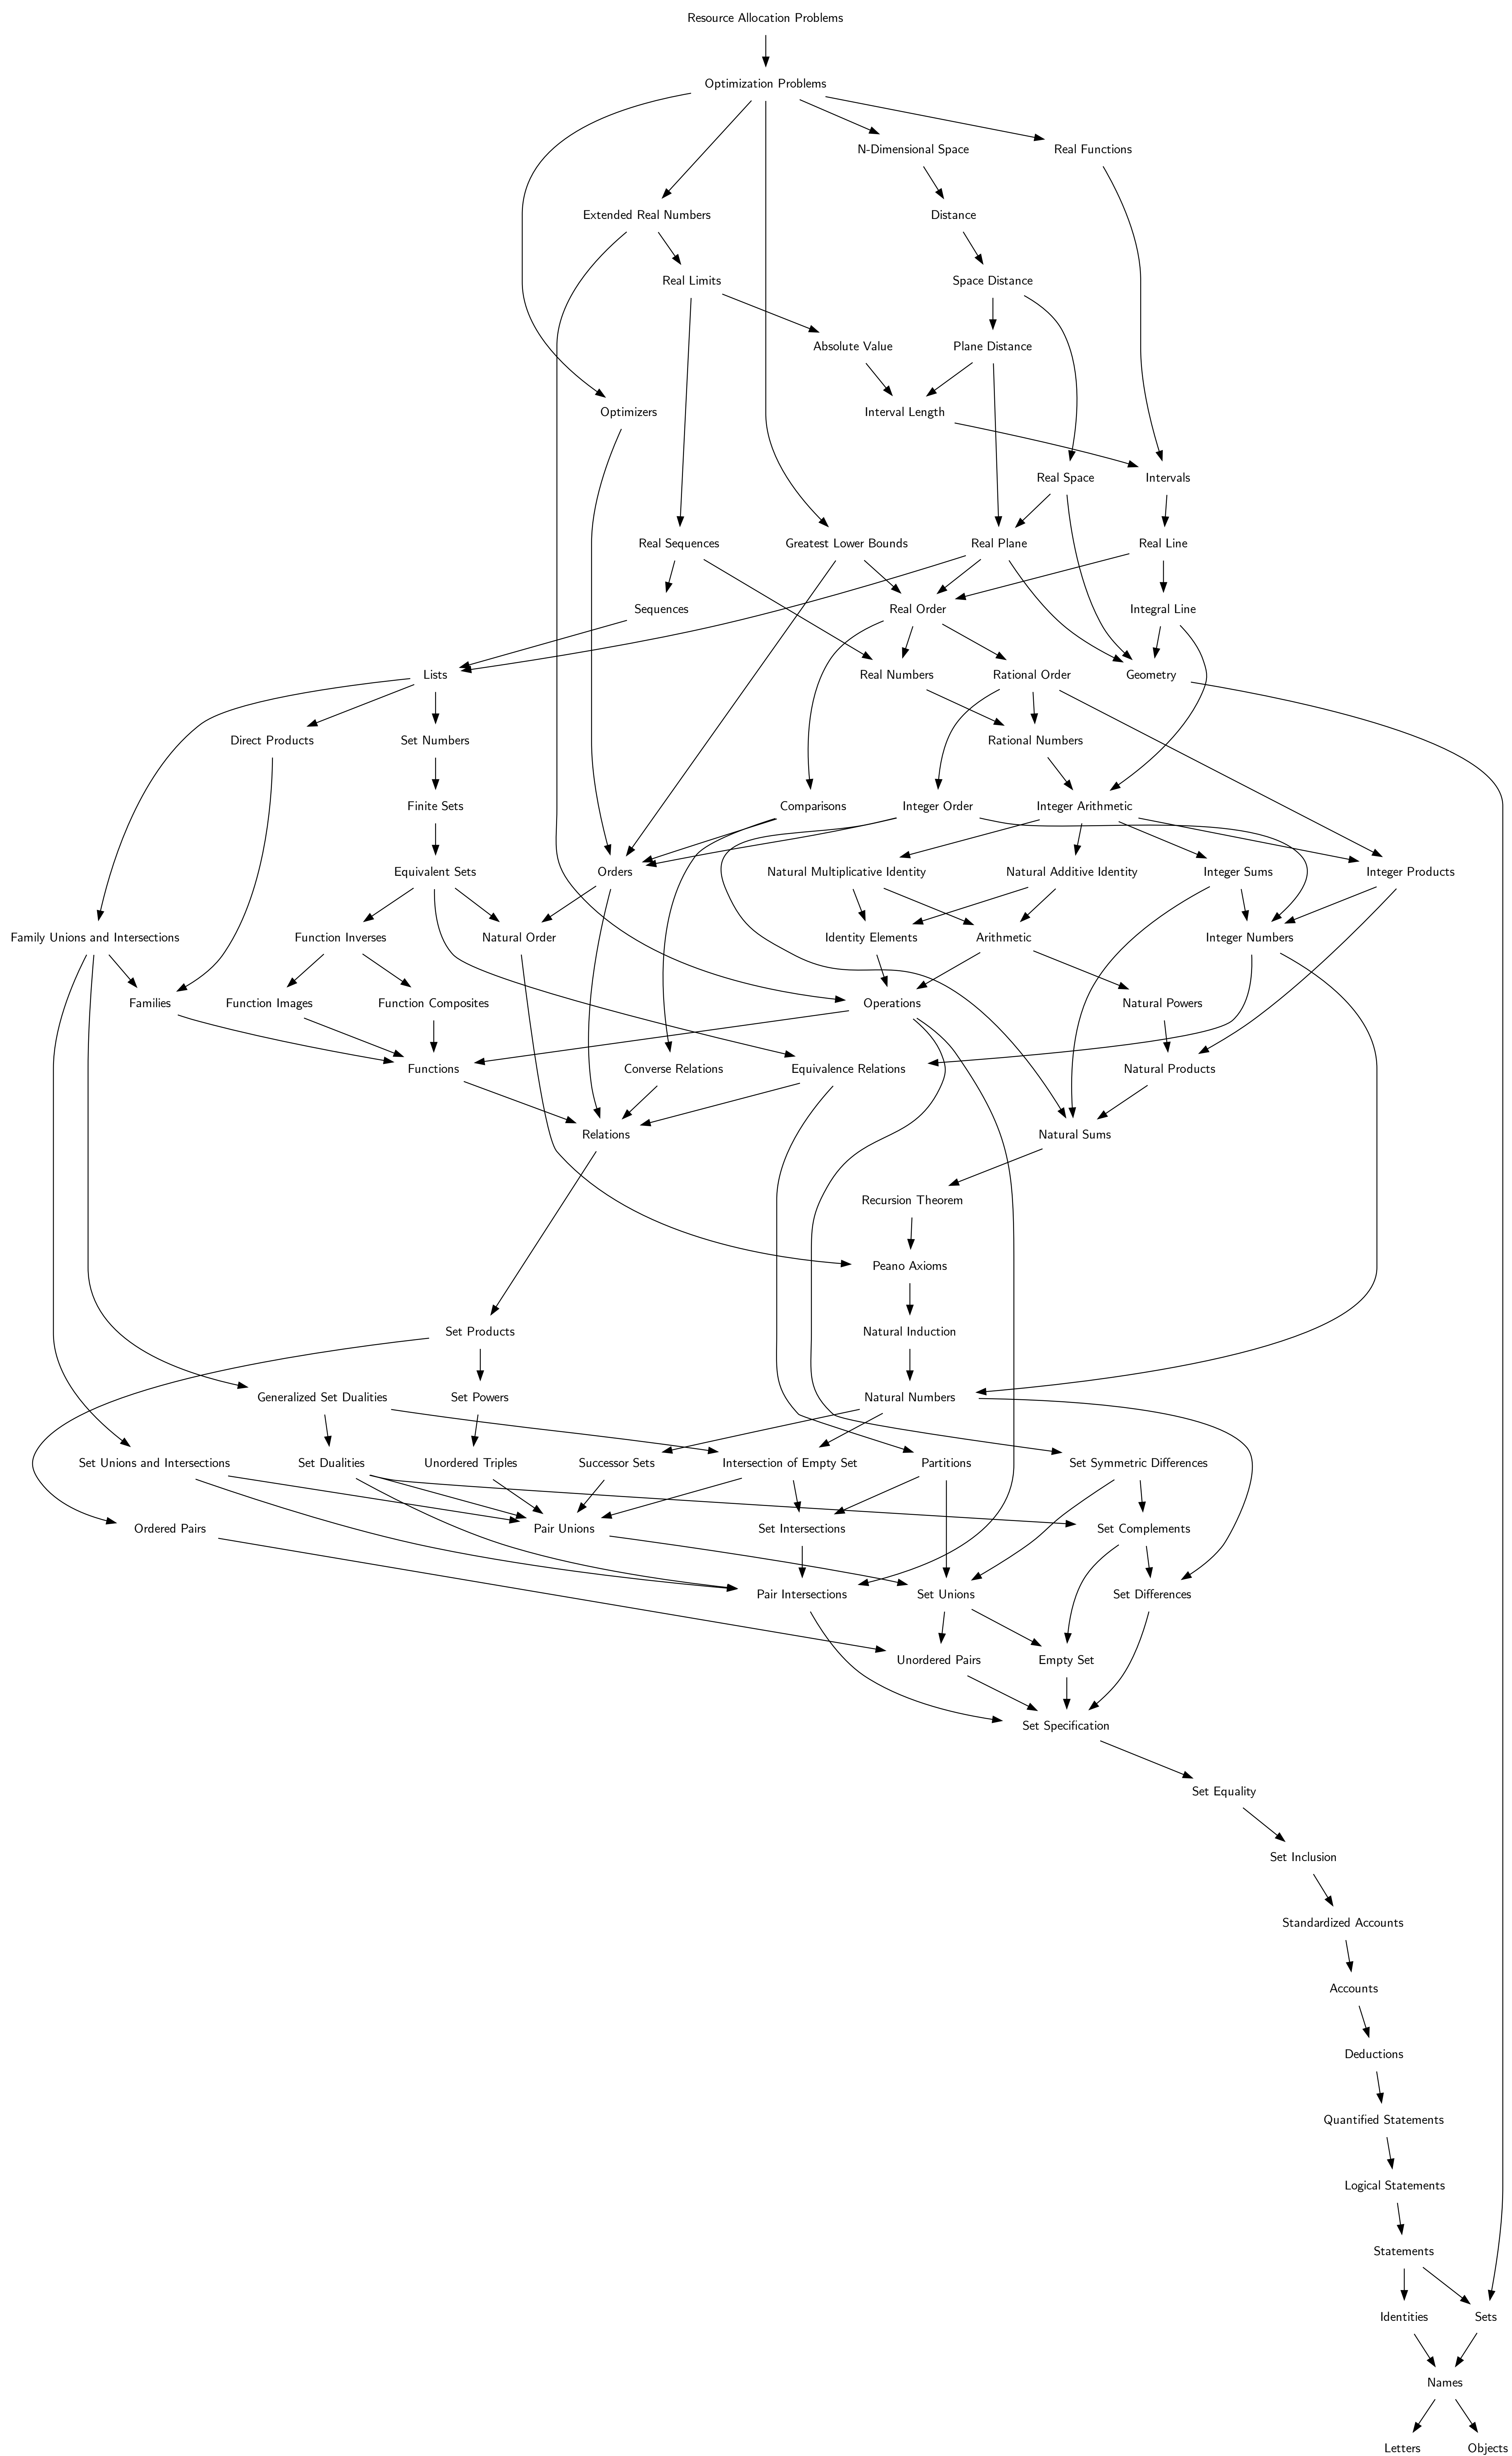 Resource Allocation Problems
Optimization Problems
N-Dimensional Space
Real Functions
Extended Real Numbers
Distance
Real Limits
Space Distance
Absolute Value
Plane Distance
Optimizers
Interval Length
Real Space
Intervals
Real Sequences
Greatest Lower Bounds
Real Plane
Real Line
Sequences
Real Order
Integral Line
Lists
Real Numbers
Rational Order
Geometry
Direct Products
Set Numbers
Rational Numbers
Finite Sets
Comparisons
Integer Order
Integer Arithmetic
Equivalent Sets
Orders
Natural Multiplicative Identity
Natural Additive Identity
Integer Sums
Integer Products
Family Unions and Intersections
Function Inverses
Natural Order
Identity Elements
Arithmetic
Integer Numbers
Families
Function Images
Function Composites
Operations
Natural Powers
Functions
Converse Relations
Equivalence Relations
Natural Products
Relations
Natural Sums
Recursion Theorem
Peano Axioms
Set Products
Natural Induction
Generalized Set Dualities
Set Powers
Natural Numbers
Set Unions and Intersections
Set Dualities
Unordered Triples
Successor Sets
Intersection of Empty Set
Partitions
Set Symmetric Differences
Ordered Pairs
Pair Unions
Set Intersections
Set Complements
Pair Intersections
Set Unions
Set Differences
Unordered Pairs
Empty Set
Set Specification
Set Equality
Set Inclusion
Standardized Accounts
Accounts
Deductions
Quantified Statements
Logical Statements
Statements
Identities
Sets
Names
Letters
Objects